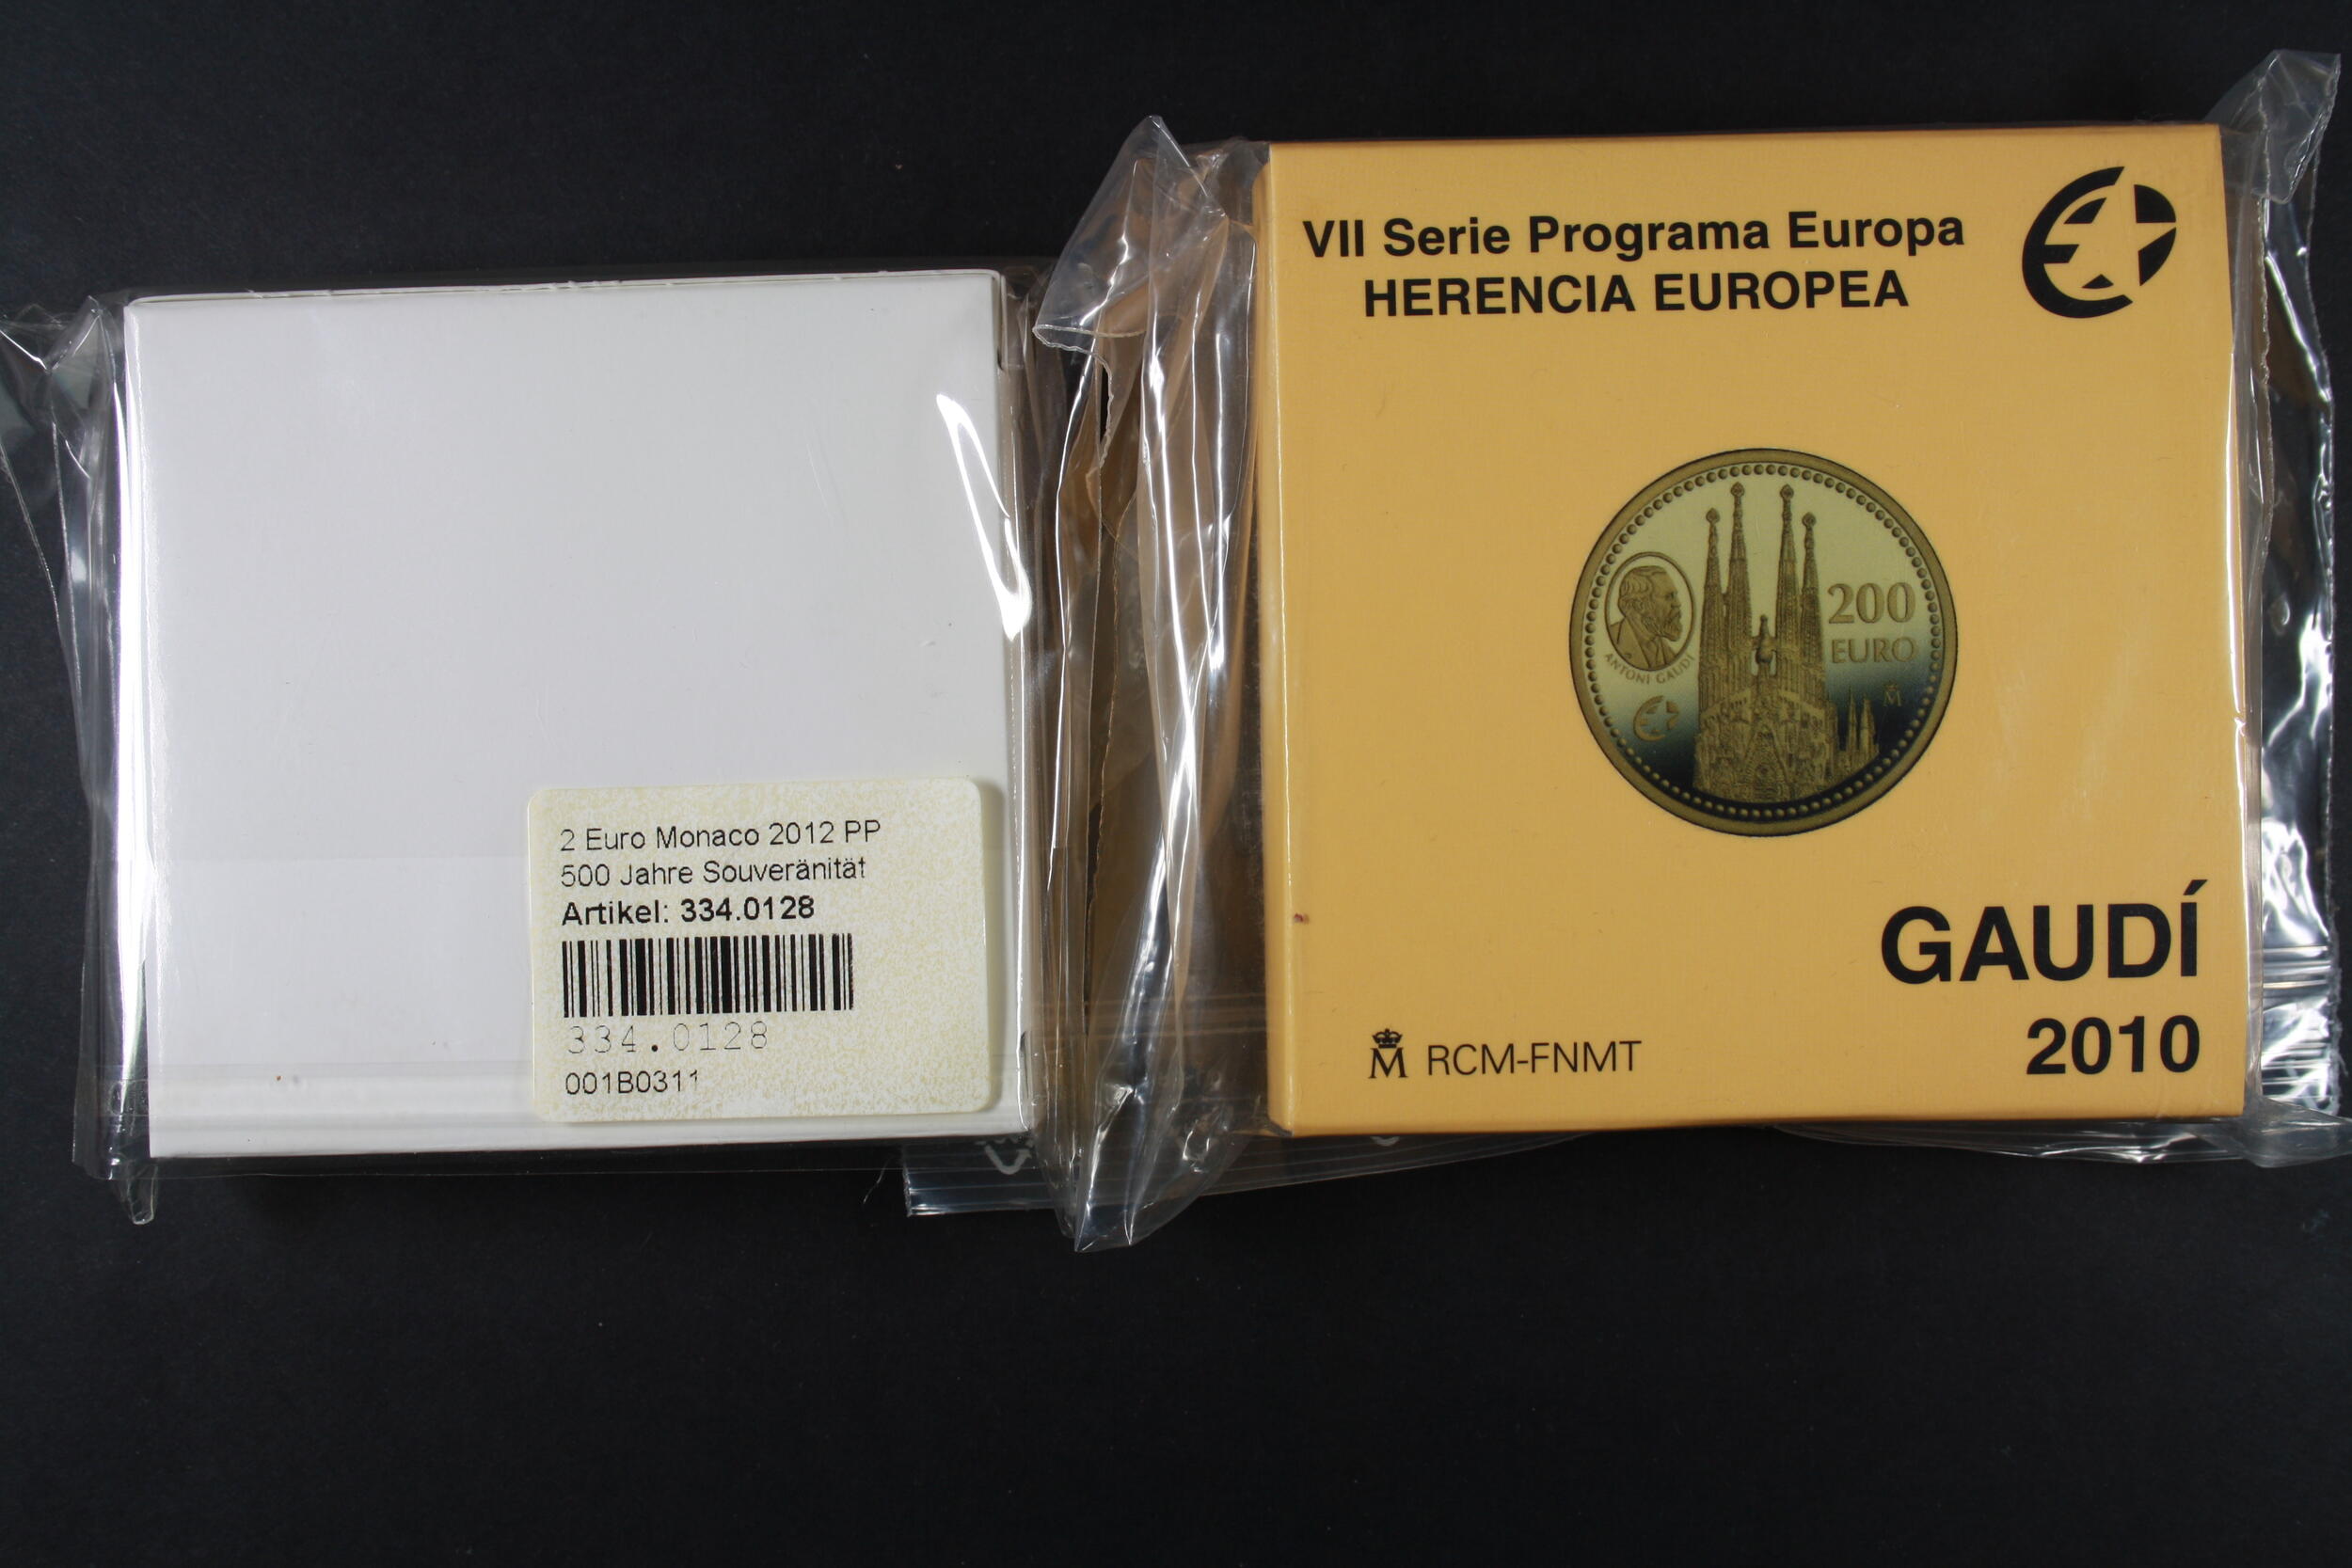 2 Euro Monaco 2012 PP
500 Jahre Souveränität
Artikel: 334.0128
334.0128
001B0311
VII Serie Programa Europa
HERENCIA EUROPEA
ANTONI GAUDÍ
200
EURO
M
GAUDÍ
2010
M RCM-FNMT